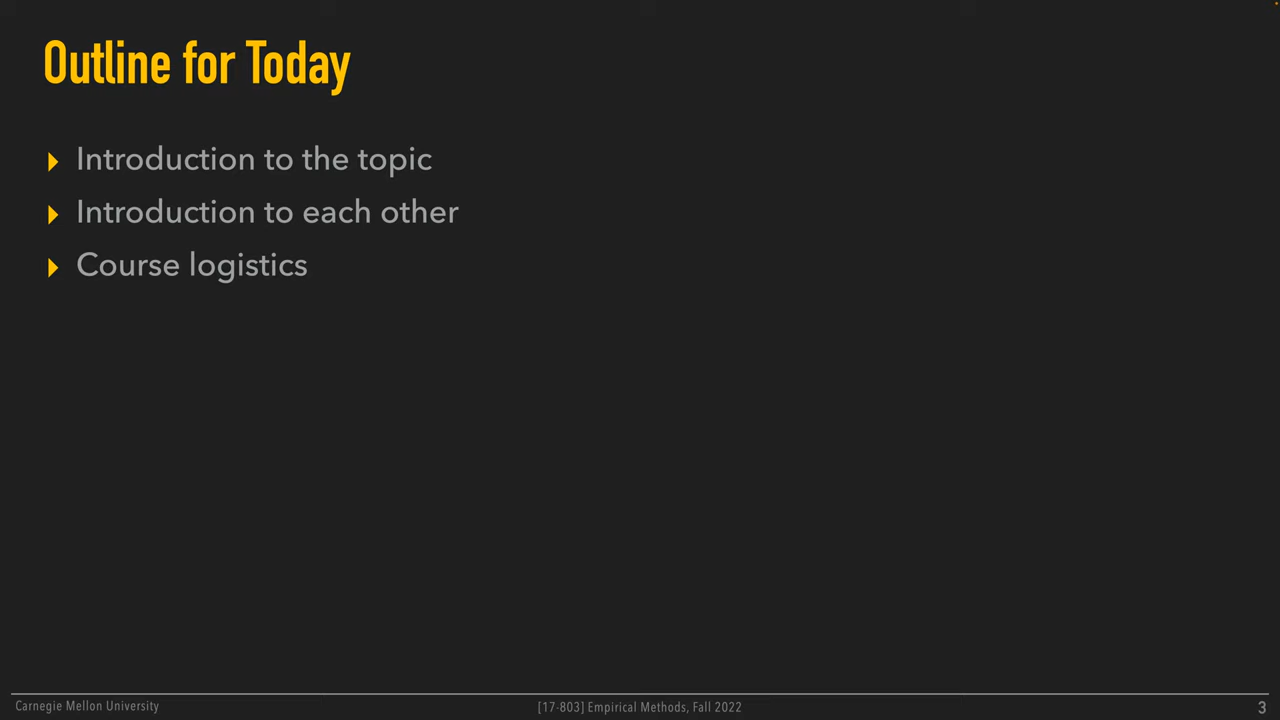 Outline for Today
Introduction to the topic
Introduction to each other
Course logistics
Carnegie Mellon University
[17-803] Empirical Methods, Fall 2022
3